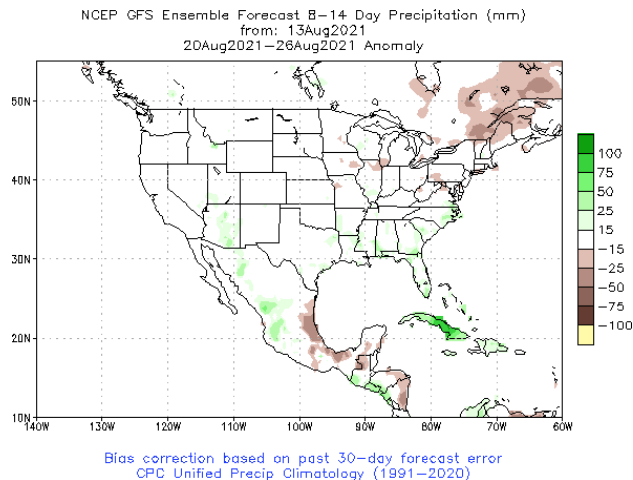 NCEP GFS Ensemble Forecast 8-14 Day Precipitation (mm)
from: 13Aug2021
20Aug2021-26Aug2021 Anomaly
50N
40N
30N
20N
10N
140W 130W 120W 110W 100W 90W 80W 70W 60W
100
75
50
25
15
-15
-25
-50
-75
-100
Bias correction based on past 30-day forecast error
CPC Unified Precip Climatology (1991-2020)